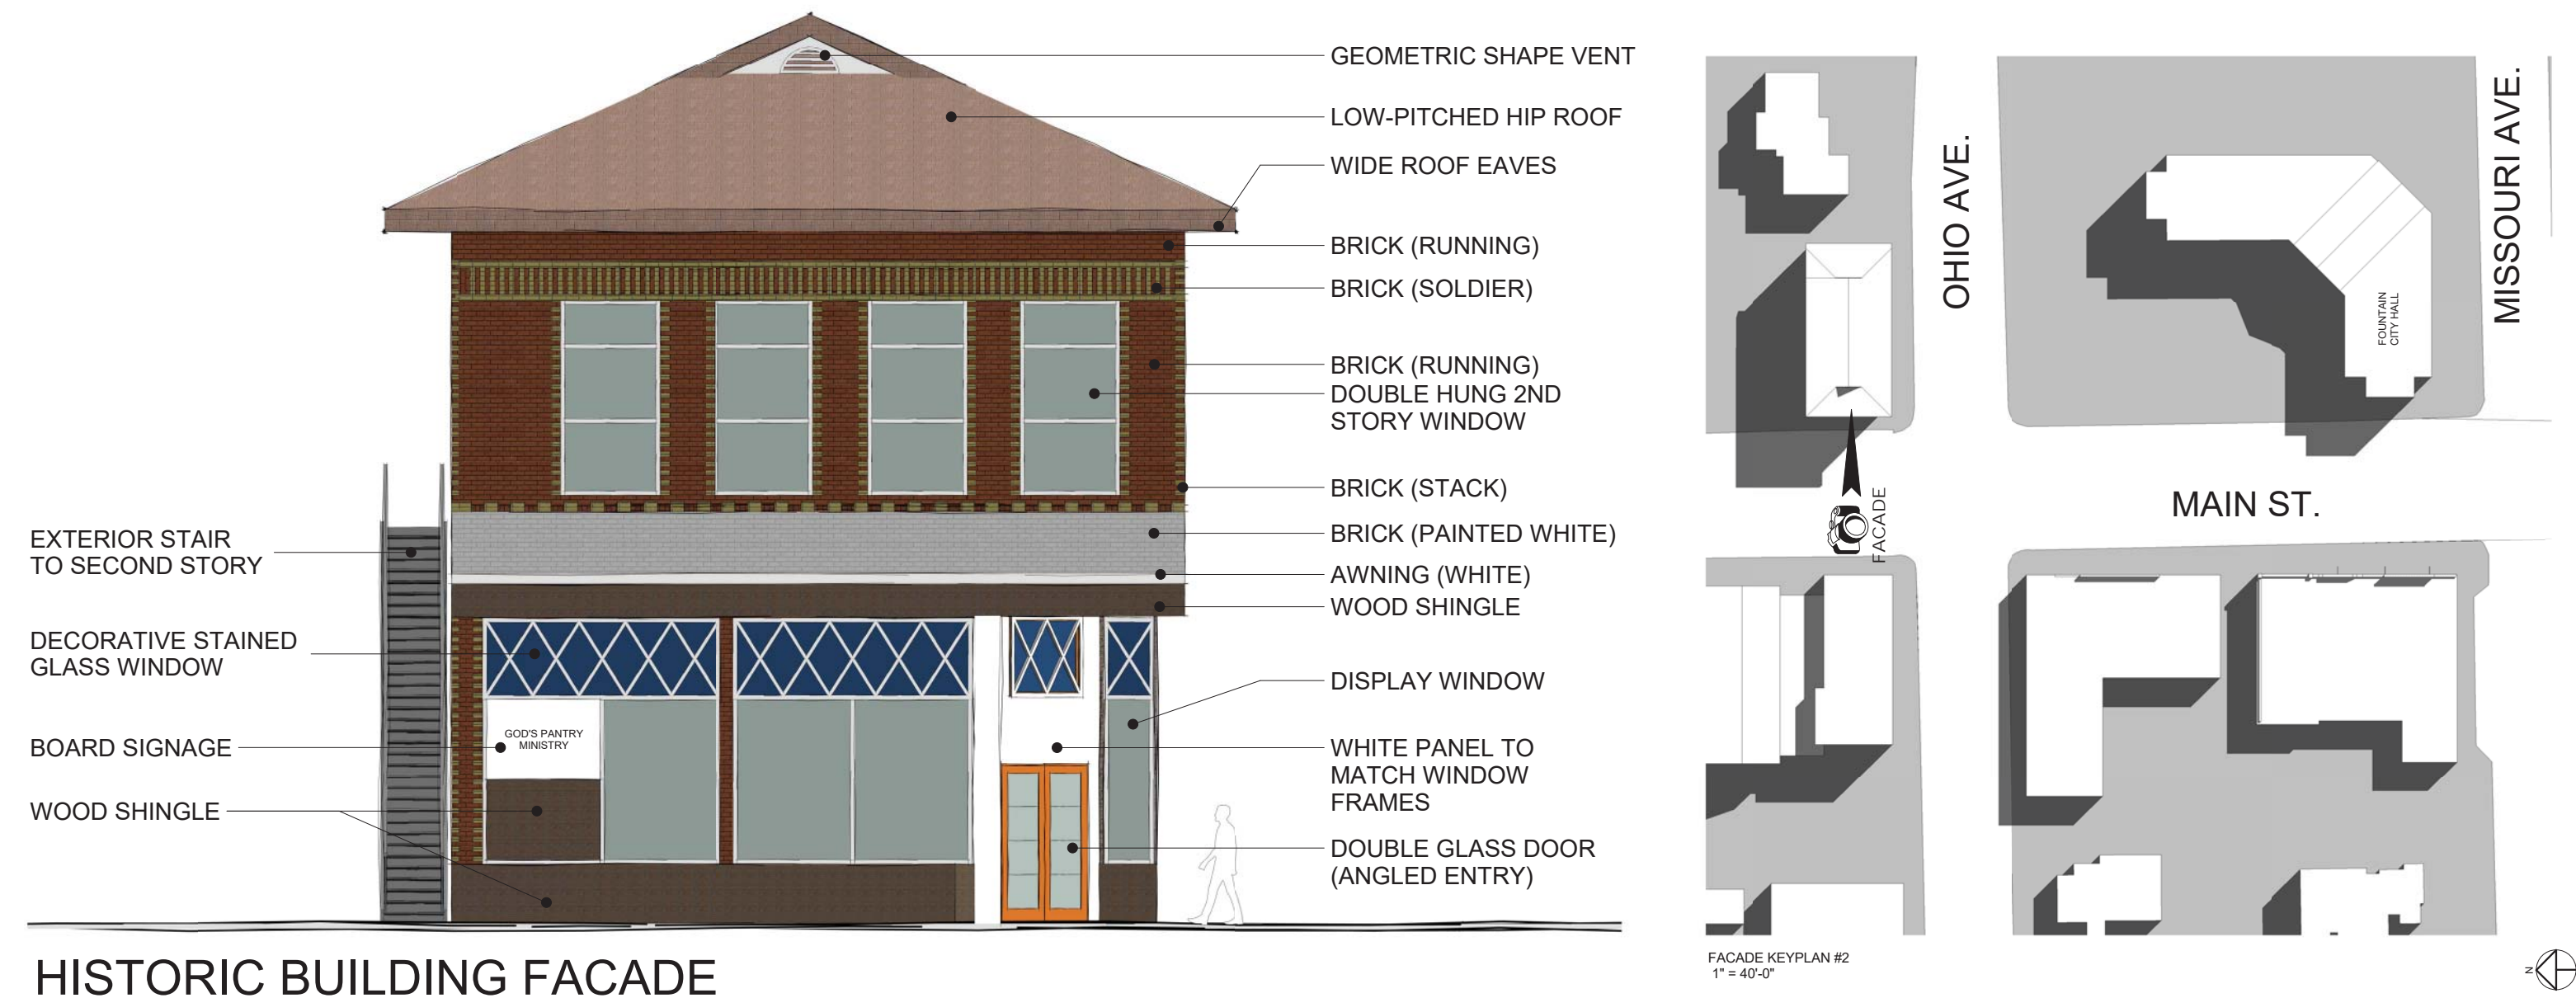 GEOMETRIC SHAPE VENT
LOW-PITCHED HIP ROOF
WIDE ROOF EAVES
BRICK (RUNNING)
BRICK (SOLDIER)
BRICK (RUNNING)
DOUBLE HUNG 2ND
STORY WINDOW
BRICK (STACK)
BRICK (PAINTED WHITE)
AWNING (WHITE)
WOOD SHINGLE
DISPLAY WINDOW
WHITE PANEL TO
MATCH WINDOW
FRAMES
DOUBLE GLASS DOOR
(ANGLED ENTRY)
EXTERIOR STAIR
TO SECOND STORY
DECORATIVE STAINED
GLASS WINDOW
BOARD SIGNAGE
WOOD SHINGLE
GOD'S PANTRY
MINISTRY
HISTORIC BUILDING FACADE
OHIO AVE.
MISSOURI AVE.
FOUNTAIN
CITY HALL
MAIN ST.
FACADE
FACADE KEYPLAN #2
1" = 40'-0"
N